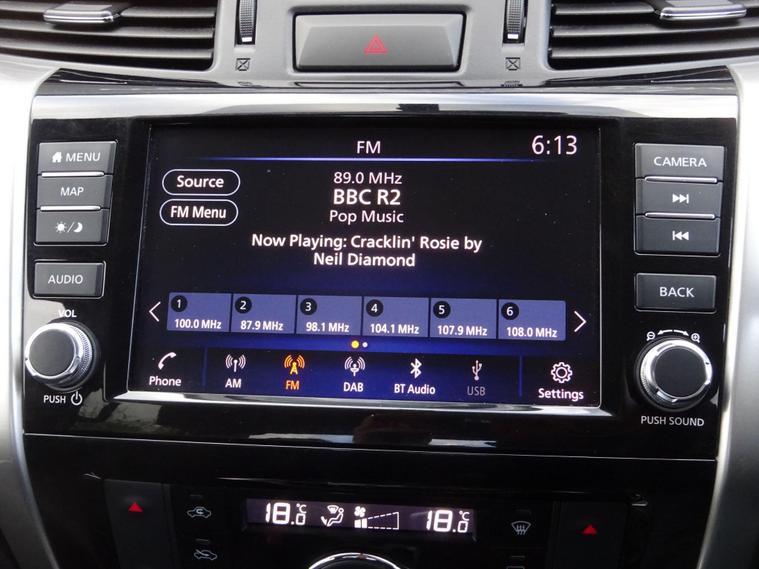 FM
6:13
MENU
MAP
AUDIO
VOL
PUSH
Source
FM Menu
89.0 MHz
BBC R2
Pop Music
Now Playing: Cracklin' Rosie by
Neil Diamond
1 2 3 4 5 6
100.0 MHz 87.9 MHz 98.1 MHz 104.1 MHz 107.9 MHz 108.0 MHz
Phone AM FM DAB BT Audio USB Settings
CAMERA
BACK
PUSH SOUND
18.0°C 18.0°C